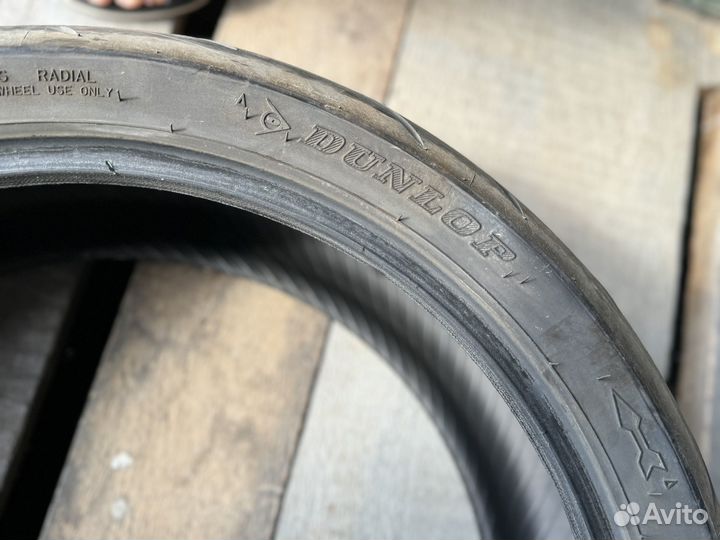 RADIAL
WHEEL USE ONLY
DUNLOP
Avito